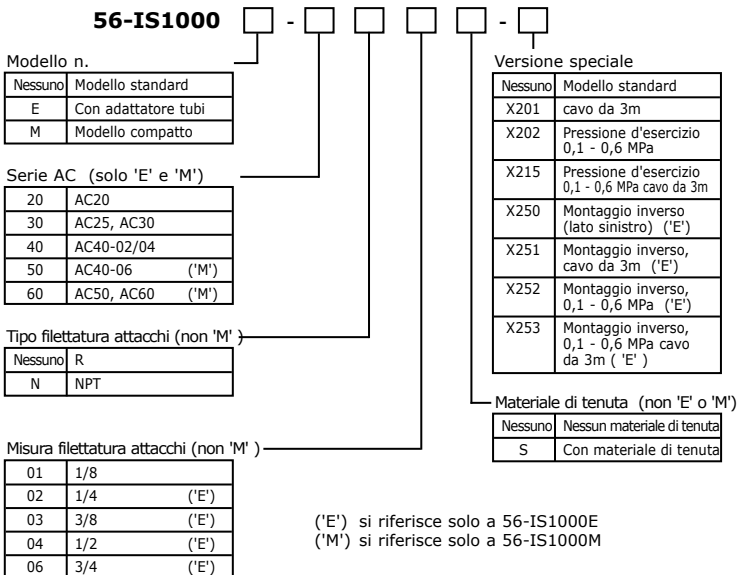 56-IS1000 - -
Modello n.
Nessuno Modello standard
E Con adattatore tubi
M Modello compatto
Serie AC (solo 'E' e 'M')
20 AC20
30 AC25, AC30
40 AC40-02/04
50 AC40-06 ('M')
60 AC50, AC60 ('M')
Tipo filettatura attacchi (non 'M' )
Nessuno R
N NPT
Misura filettatura attacchi (non 'M' )
01 1/8
02 1/4 ('E')
03 3/8 ('E')
04 1/2 ('E')
06 3/4 ('E')
Versione speciale
Nessuno Modello standard
X201 cavo da 3m
X202 Pressione d'esercizio
0,1 - 0,6 MPa
X215 Pressione d'esercizio
0,1 - 0,6 MPa cavo da 3m
X250 Montaggio inverso
(lato sinistro) ('E')
X251 Montaggio inverso,
cavo da 3m ('E')
X252 Montaggio inverso,
0,1 - 0,6 MPa ('E')
X253 Montaggio inverso,
0,1 - 0,6 MPa cavo
da 3m ( 'E' )
Materiale di tenuta (non 'E' o 'M')
Nessuno Nessun materiale di tenuta
S Con materiale di tenuta
('E') si riferisce solo a 56-IS1000E
('M') si riferisce solo a 56-IS1000M